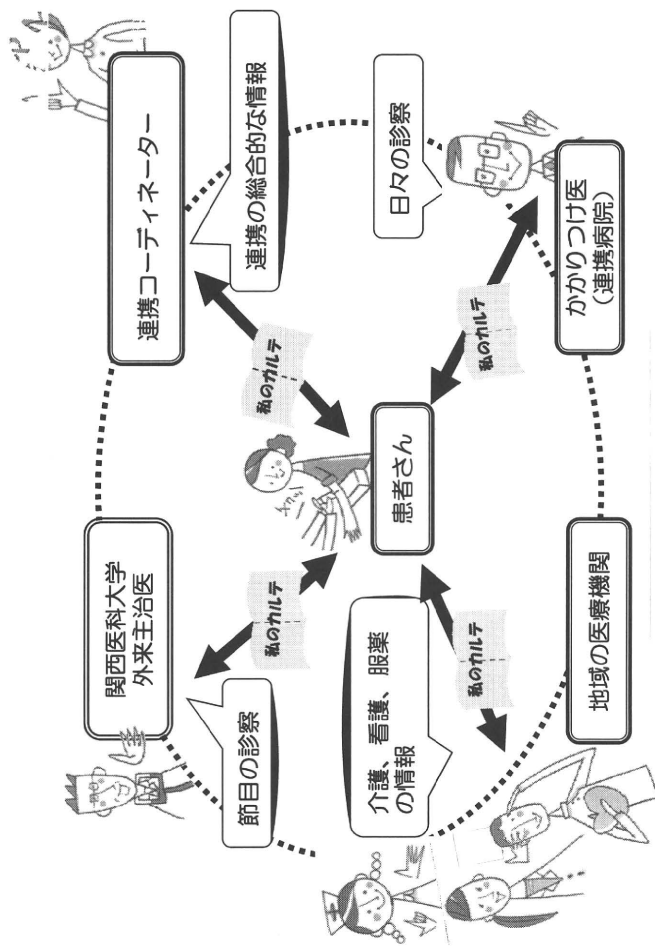 関西医科大学
外来主治医
連携コーディネーター
節目の診察
連携の総合的な情報
私のカルテ
私のカルテ
患者さん
介護、看護、服薬
の情報
日々の診察
私のカルテ
私のカルテ
地域の医療機関
かかりつけ医
（連携病院）